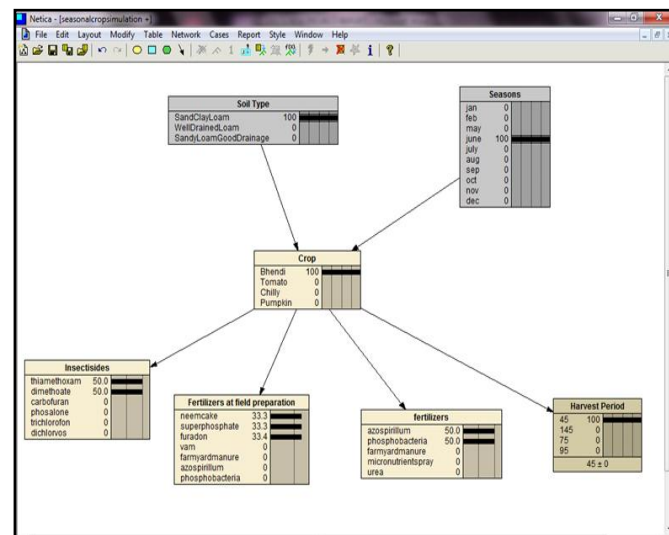 Netica - [seasonalcropsimulation +]
File Edit Layout Modify Table Network Cases Report Style Window Help
Soil Type
SandClayLoam 100
WellDrainedLoam 0
SandyLoamGoodDrainage 0
Seasons
jan 0
feb 0
may 0
june 100
july 0
aug 0
sep 0
oct 0
nov 0
dec 0
Crop
Bhendi 100
Tomato 0
Chilly 0
Pumpkin 0
Insectisides
thiamethoxam 50.0
dimethoate 50.0
carbofuran 0
phosalone 0
trichlorofon 0
dichlorvos 0
Fertilizers at field preparation
neemcake 33.3
superphosphate 33.3
furadon 33.4
vam 0
farmyardmanure 0
azospirillum 0
phosphobacteria 0
fertilizers
azospirillum 50.0
phosphobacteria 50.0
farmyardmanure 0
micronutrientspray 0
urea 0
Harvest Period
45 100
145 0
75 0
95 0
45 ± 0